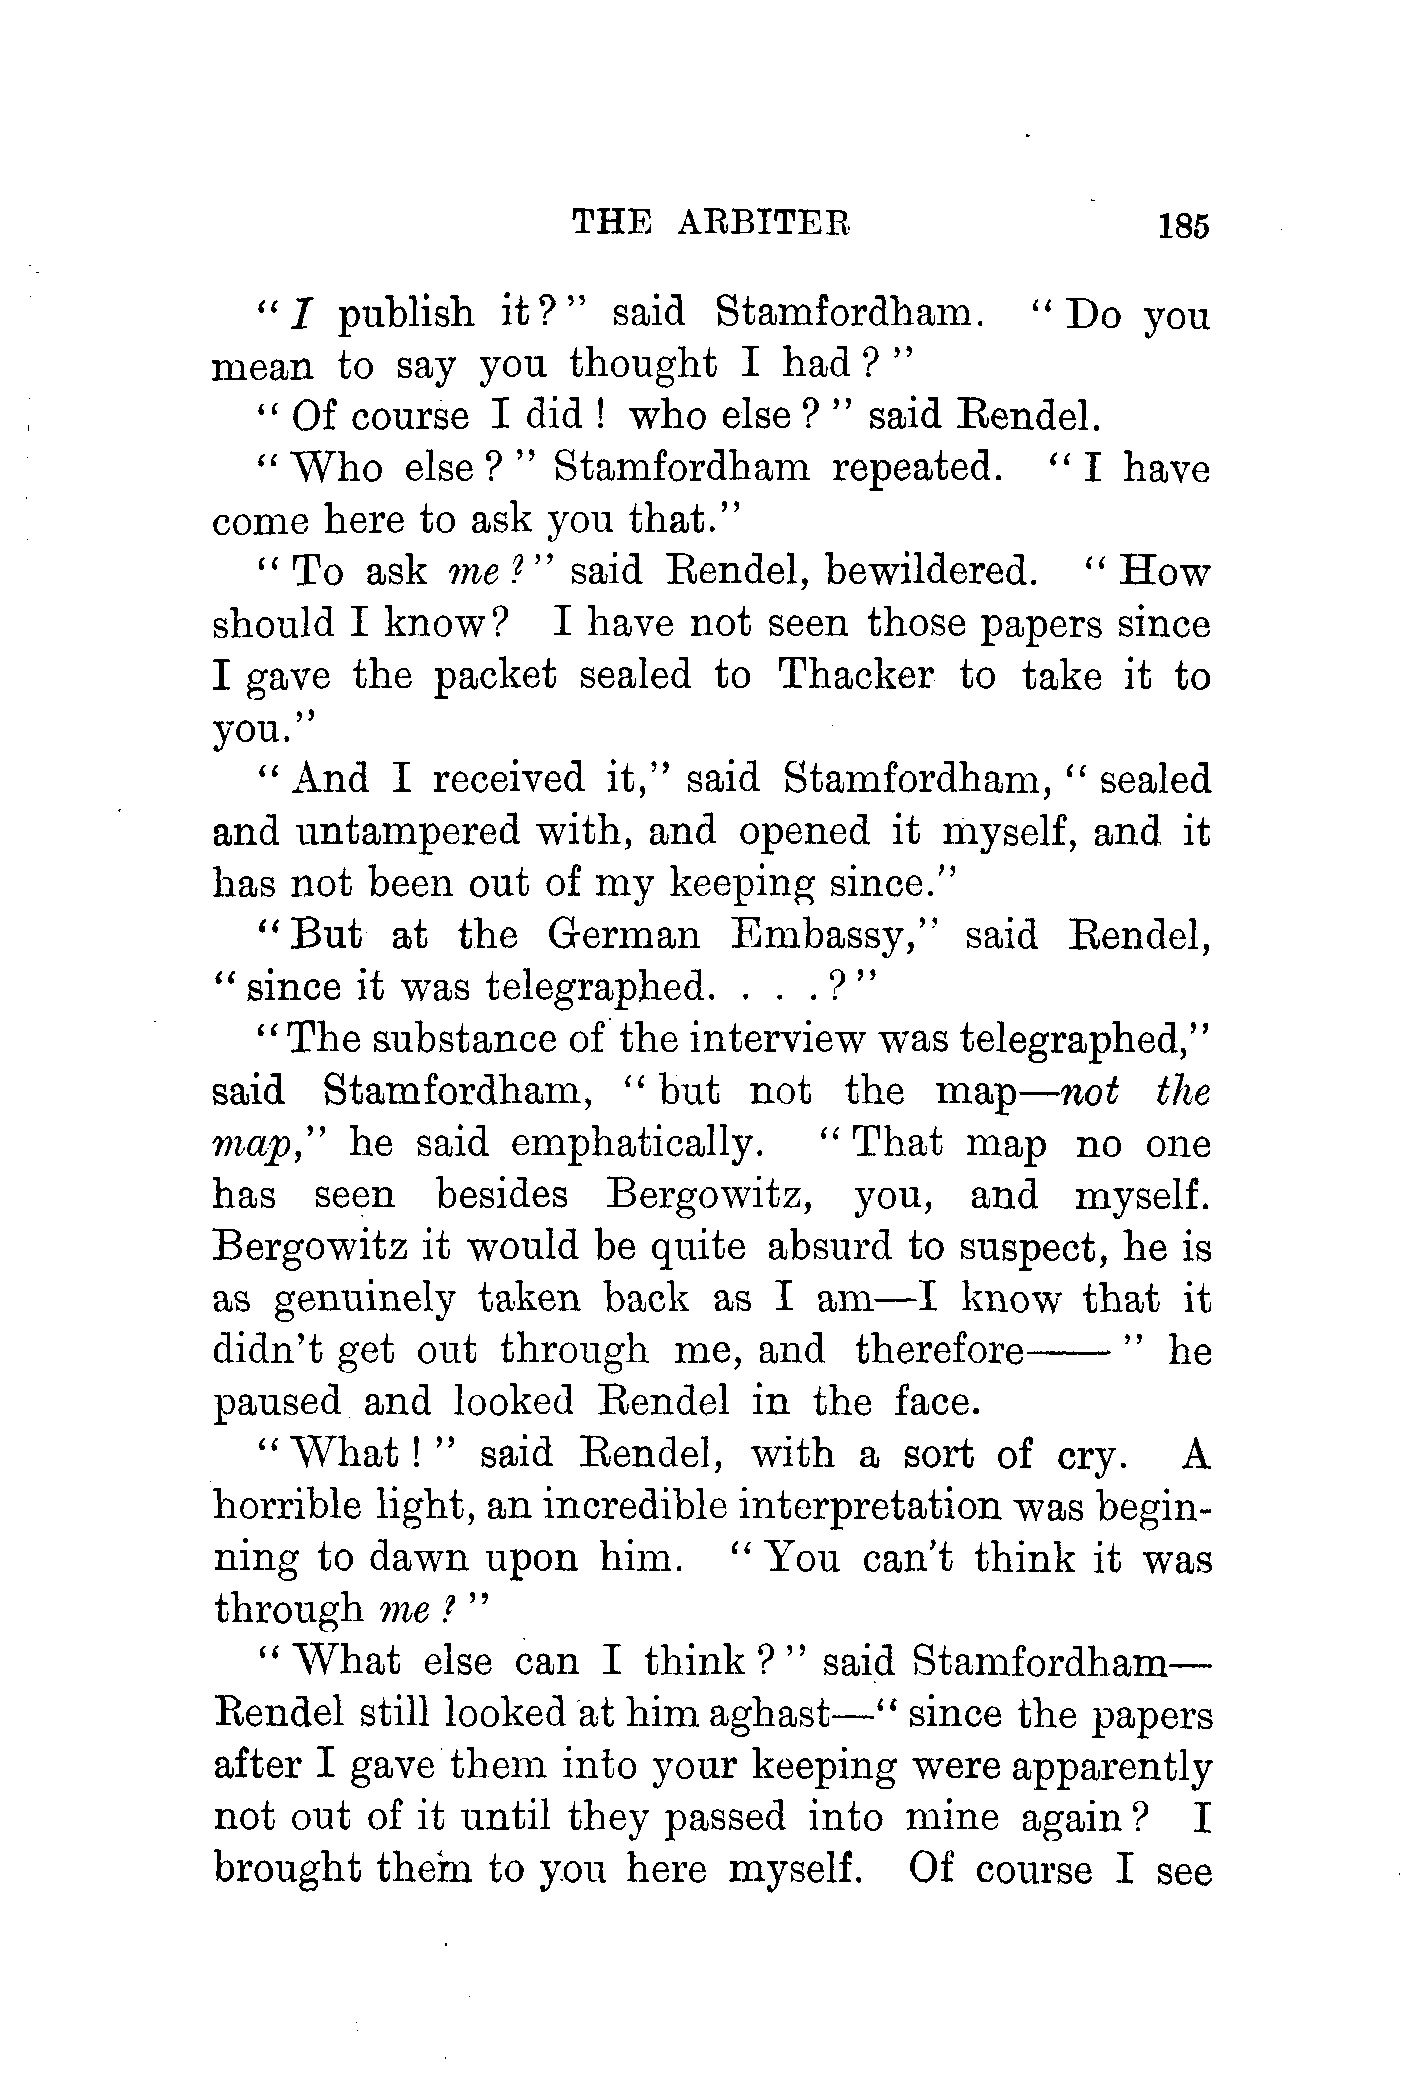 THE ARBITER 185
“ I publish it? ” said Stamfordham. “ Do you
mean to say you thought I had ? ”
“ Of course I did ! who else ? ” said Rendel.
“ Who else ? ” Stamfordham repeated. “ I have
come here to ask you that.”
“ To ask me ? ” said Rendel, bewildered. “ How
should I know? I have not seen those papers since
I gave the packet sealed to Thacker to take it to
you.”
“ And I received it,” said Stamfordham, “ sealed
and untampered with, and opened it myself, and it
has not been out of my keeping since.”
“ But at the German Embassy,” said Rendel,
“ since it was telegraphed. . . . ? ”
“ The substance of the interview was telegraphed,”
said Stamfordham, “ but not the map—not the
map,” he said emphatically. “ That map no one
has seen besides Bergowitz, you, and myself.
Bergowitz it would be quite absurd to suspect, he is
as genuinely taken back as I am—I know that it
didn't get out through me, and therefore—— ” he
paused and looked Rendel in the face.
“ What ! ” said Rendel, with a sort of cry. A
horrible light, an incredible interpretation was begin-
ning to dawn upon him. “ You can't think it was
through me ? ”
“ What else can I think ? ” said Stamfordham—
Rendel still looked at him aghast—“ since the papers
after I gave them into your keeping were apparently
not out of it until they passed into mine again ? I
brought them to you here myself. Of course I see